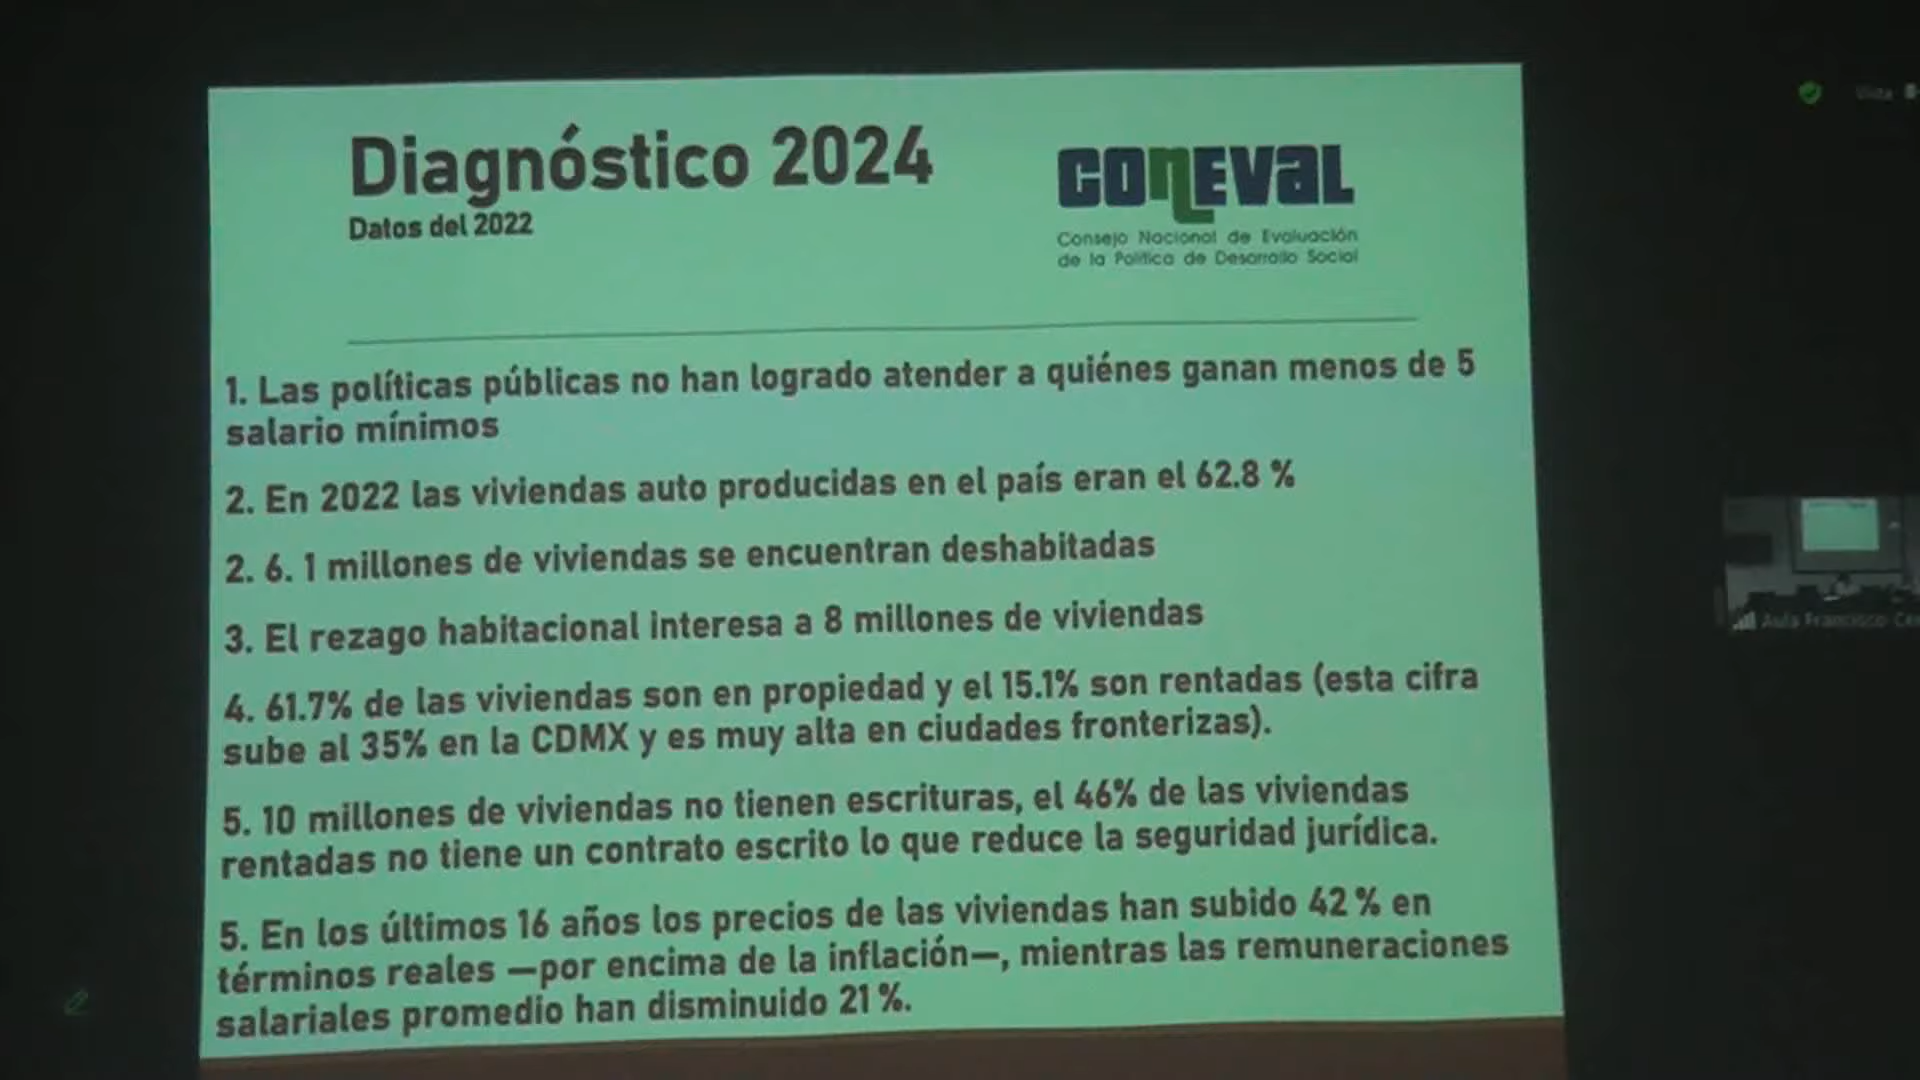 Diagnóstico 2024
Datos del 2022
CONEVAL
Consejo Nacional de Evaluación
de la Política de Desarrollo Social
1. Las políticas públicas no han logrado atender a quiénes ganan menos de 5
salario mínimos
2. En 2022 las viviendas auto producidas en el país eran el 62.8 %
2. 6. 1 millones de viviendas se encuentran deshabitadas
3. El rezago habitacional interesa a 8 millones de viviendas
4. 61.7% de las viviendas son en propiedad y el 15.1% son rentadas (esta cifra
sube al 35% en la CDMX y es muy alta en ciudades fronterizas).
5. 10 millones de viviendas no tienen escrituras, el 46% de las viviendas
rentadas no tiene un contrato escrito lo que reduce la seguridad jurídica.
5. En los últimos 16 años los precios de las viviendas han subido 42 % en
términos reales —por encima de la inflación—, mientras las remuneraciones
salariales promedio han disminuido 21 %.
Vista
Aula Francisco